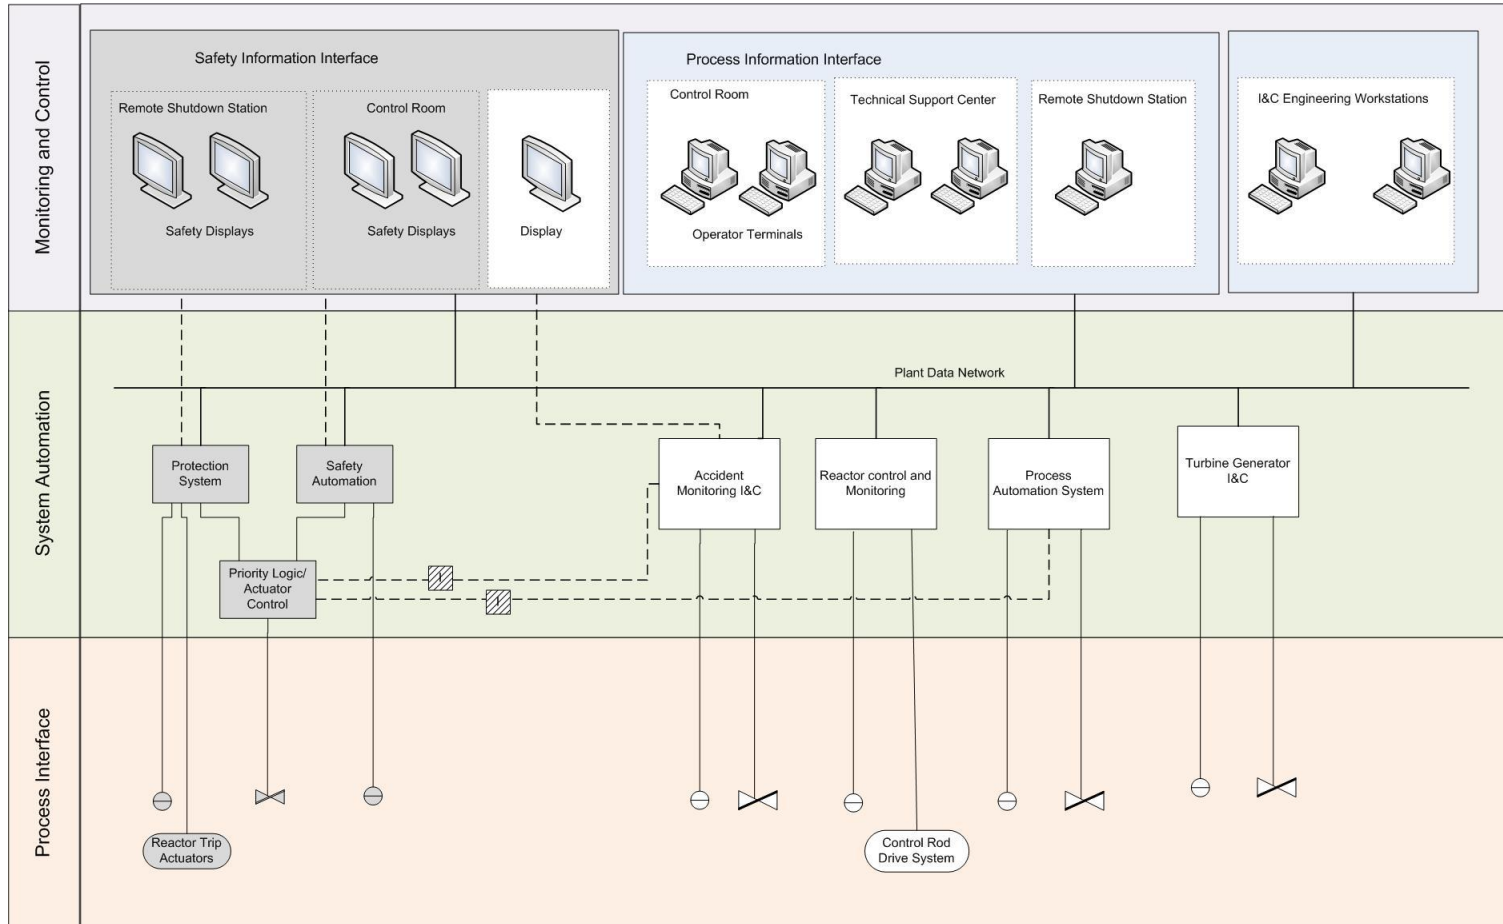 Monitoring and Control
Safety Information Interface
Remote Shutdown Station
Safety Displays
Control Room
Safety Displays
Display
Process Information Interface
Control Room
Operator Terminals
Technical Support Center
Remote Shutdown Station
I&C Engineering Workstations
System Automation
Plant Data Network
Protection
System
Safety
Automation
Priority Logic/
Actuator
Control
I
I
Accident
Monitoring I&C
Reactor control and
Monitoring
Process
Automation System
Turbine Generator
I&C
Process Interface
Reactor Trip
Actuators
Control Rod
Drive System